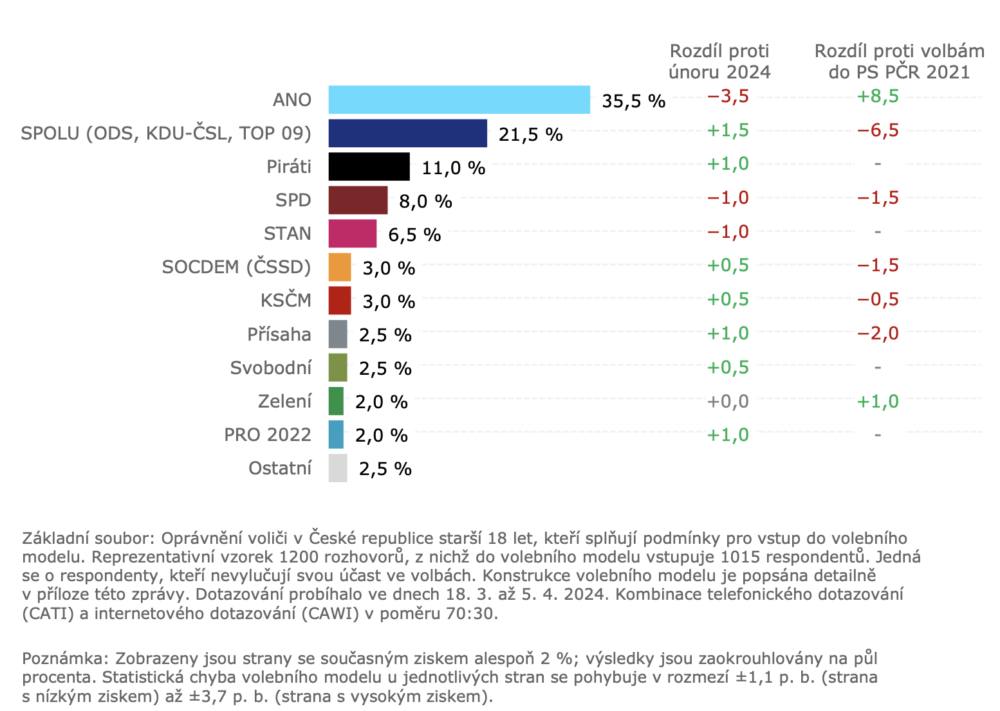 Rozdíl proti únoru 2024
Rozdíl proti volbám do PS PČR 2021
ANO 35,5 % −3,5 +8,5
SPOLU (ODS, KDU-ČSL, TOP 09) 21,5 % +1,5 −6,5
Piráti 11,0 % +1,0 -
SPD 8,0 % −1,0 −1,5
STAN 6,5 % −1,0 -
SOCDEM (ČSSD) 3,0 % +0,5 −1,5
KSČM 3,0 % +0,5 −0,5
Přísaha 2,5 % +1,0 −2,0
Svobodní 2,5 % +0,5 -
Zelení 2,0 % +0,0 +1,0
PRO 2022 2,0 % +1,0 -
Ostatní 2,5 %
Základní soubor: Oprávnění voliči v České republice starší 18 let, kteří splňují podmínky pro vstup do volebního
modelu. Reprezentativní vzorek 1200 rozhovorů, z nichž do volebního modelu vstupuje 1015 respondentů. Jedná
se o respondenty, kteří nevylučují svou účast ve volbách. Konstrukce volebního modelu je popsána detailně
v příloze této zprávy. Dotazování probíhalo ve dnech 18. 3. až 5. 4. 2024. Kombinace telefonického dotazování
(CATI) a internetového dotazování (CAWI) v poměru 70:30.
Poznámka: Zobrazeny jsou strany se současným ziskem alespoň 2 %; výsledky jsou zaokrouhlovány na půl
procenta. Statistická chyba volebního modelu u jednotlivých stran se pohybuje v rozmezí ±1,1 p. b. (strana
s nízkým ziskem) až ±3,7 p. b. (strana s vysokým ziskem).